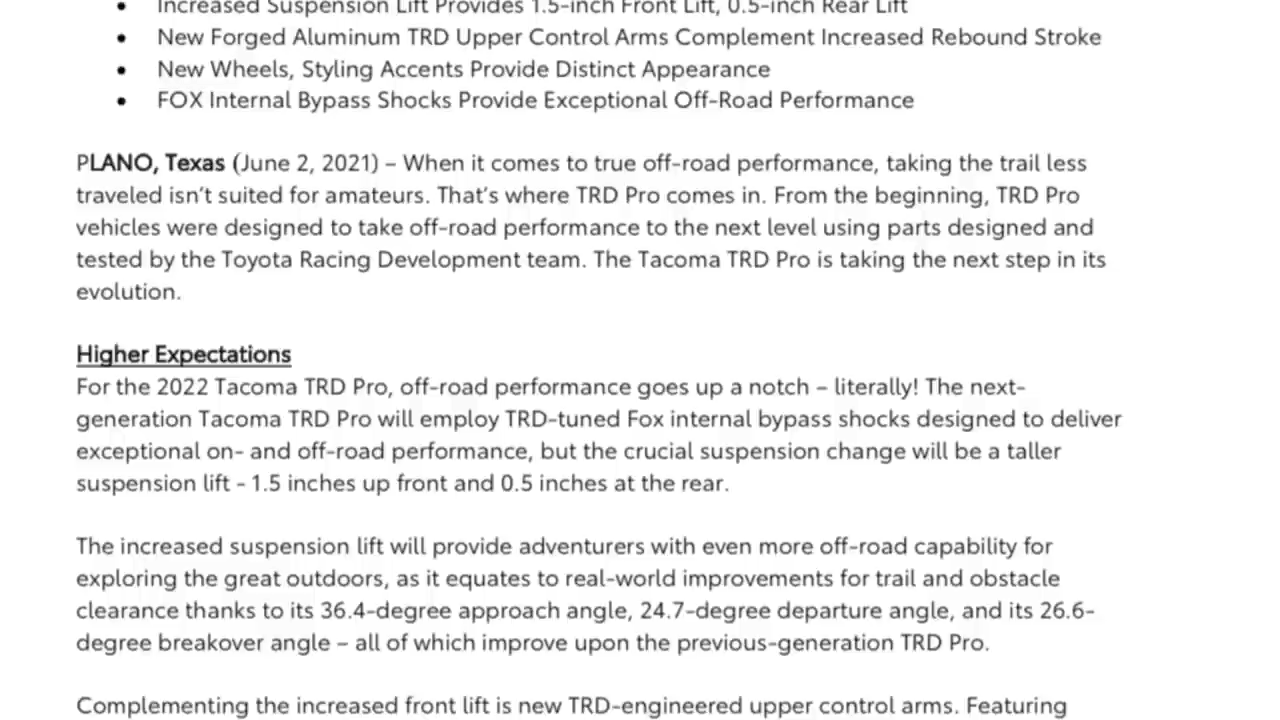 • Increased Suspension Lift Provides 1.5-inch Front Lift, 0.5-inch Rear Lift
• New Forged Aluminum TRD Upper Control Arms Complement Increased Rebound Stroke
• New Wheels, Styling Accents Provide Distinct Appearance
• FOX Internal Bypass Shocks Provide Exceptional Off-Road Performance
PLANO, Texas (June 2, 2021) – When it comes to true off-road performance, taking the trail less
traveled isn’t suited for amateurs. That’s where TRD Pro comes in. From the beginning, TRD Pro
vehicles were designed to take off-road performance to the next level using parts designed and
tested by the Toyota Racing Development team. The Tacoma TRD Pro is taking the next step in its
evolution.
Higher Expectations
For the 2022 Tacoma TRD Pro, off-road performance goes up a notch – literally! The next-
generation Tacoma TRD Pro will employ TRD-tuned Fox internal bypass shocks designed to deliver
exceptional on- and off-road performance, but the crucial suspension change will be a taller
suspension lift - 1.5 inches up front and 0.5 inches at the rear.
The increased suspension lift will provide adventurers with even more off-road capability for
exploring the great outdoors, as it equates to real-world improvements for trail and obstacle
clearance thanks to its 36.4-degree approach angle, 24.7-degree departure angle, and its 26.6-
degree breakover angle – all of which improve upon the previous-generation TRD Pro.
Complementing the increased front lift is new TRD-engineered upper control arms. Featuring